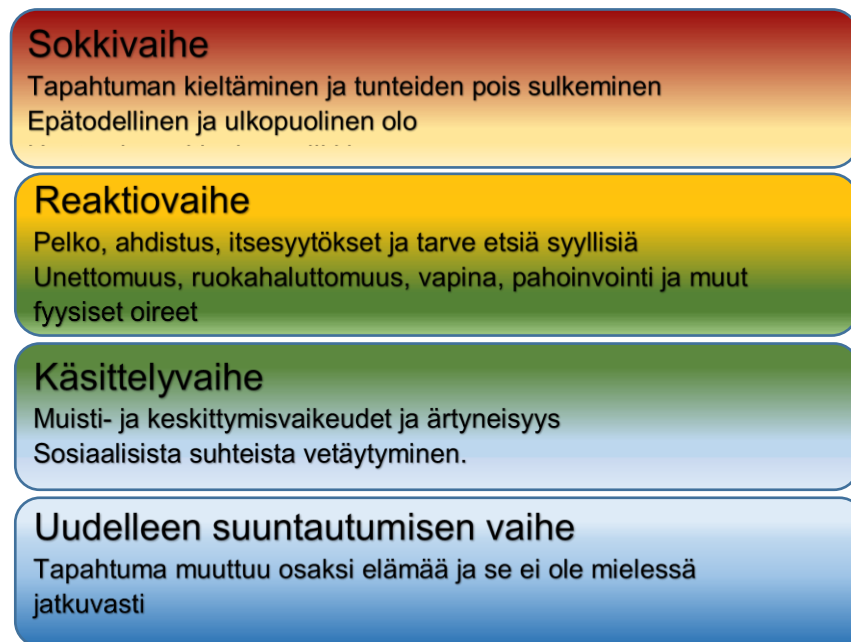 Sokkivaihe
Tapahtuman kieltäminen ja tunteiden pois sulkeminen
Epätodellinen ja ulkopuolinen olo
Reaktiovaihe
Pelko, ahdistus, itsesyytökset ja tarve etsiä syyllisiä
Unettomuus, ruokahaluttomuus, vapina, pahoinvointi ja muut
fyysiset oireet
Käsittelyvaihe
Muisti- ja keskittymisvaikeudet ja ärtyneisyys
Sosiaalisista suhteista vetäytyminen.
Uudelleen suuntautumisen vaihe
Tapahtuma muuttuu osaksi elämää ja se ei ole mielessä
jatkuvasti